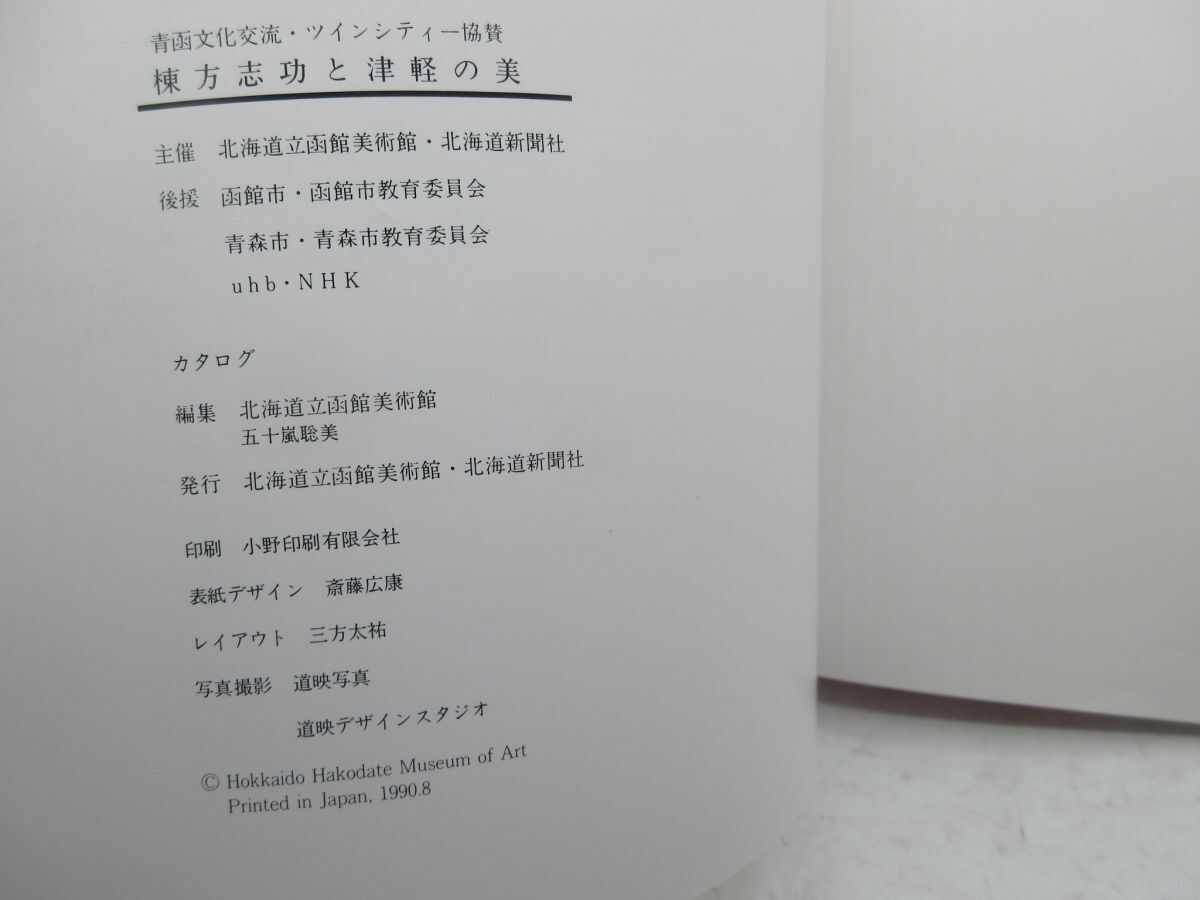 青函文化交流・ツインシティー協賛
棟方志功と津軽の美
主催 北海道立函館美術館・北海道新聞社
後援 函館市・函館市教育委員会
青森市・青森市教育委員会
uhb・NHK
カタログ
編集 北海道立函館美術館
五十嵐聡美
発行 北海道立函館美術館・北海道新聞社
印刷 小野印刷有限会社
表紙デザイン 斎藤広康
レイアウト 三方太祐
写真撮影 道映写真
道映デザインスタジオ
© Hokkaido Hakodate Museum of Art
Printed in Japan, 1990.8